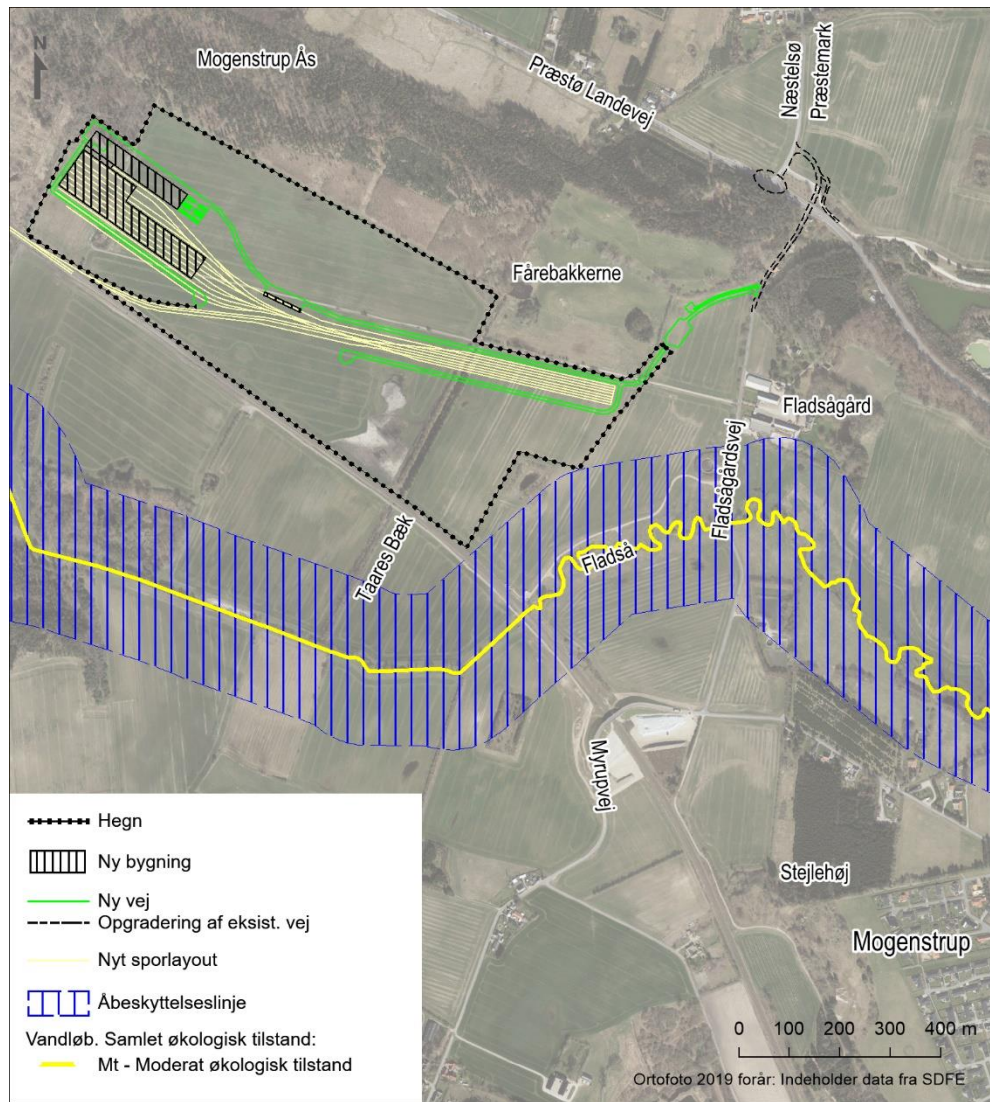 N
Mogenstrup Ås
Præstø Landevej
Næstelsø
Præstemark
Fårebakkerne
Fladsågård
Fladsågårdsvej
Taares Bæk
Fladså
Myrupvej
Stejlehøj
Mogenstrup
Hegn
Ny bygning
Ny vej
Opgradering af eksist. vej
Nyt sporlayout
Åbeskyttelseslinje
Vandløb. Samlet økologisk tilstand:
Mt - Moderat økologisk tilstand
0 100 200 300 400 m
Ortofoto 2019 forår: Indeholder data fra SDFE